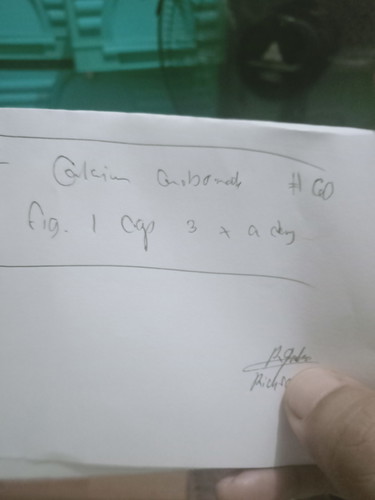 Calcium Carbonate #60
Sig. 1 Cap 3 x a day